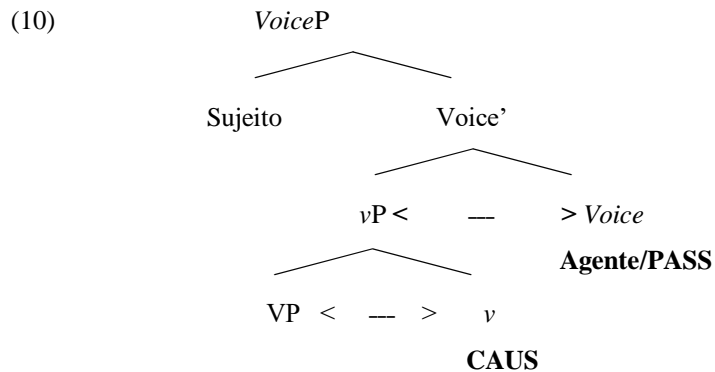 (10) VoiceP
Sujeito Voice’
vP < --- > Voice
Agente/PASS
VP < --- > v
CAUS